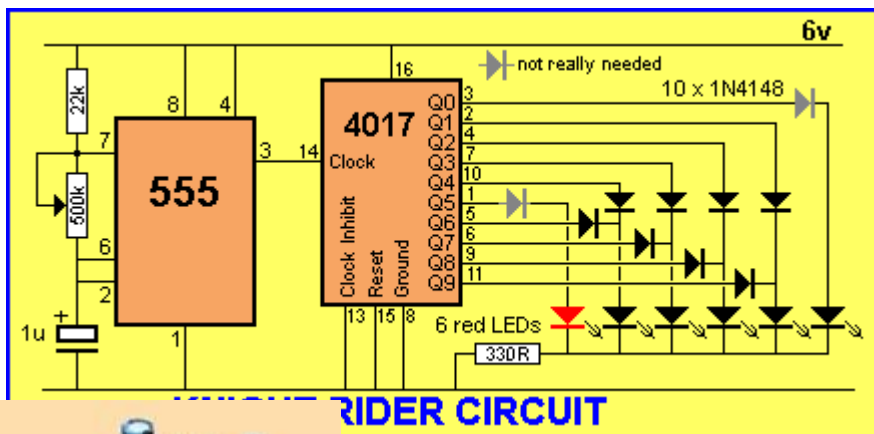 6v
not really needed
10 x 1N4148
22k
8
4
16
7
3
14
4017
Clock
555
500k
6
2
1u
+
1
Q0
Q1
Q2
Q3
Q4
Q5
Q6
Q7
Q8
Q9
3
2
4
7
10
1
5
6
9
11
Clock Inhibit
Reset
Ground
13
15
8
6 red LEDs
330R
RIDER CIRCUIT